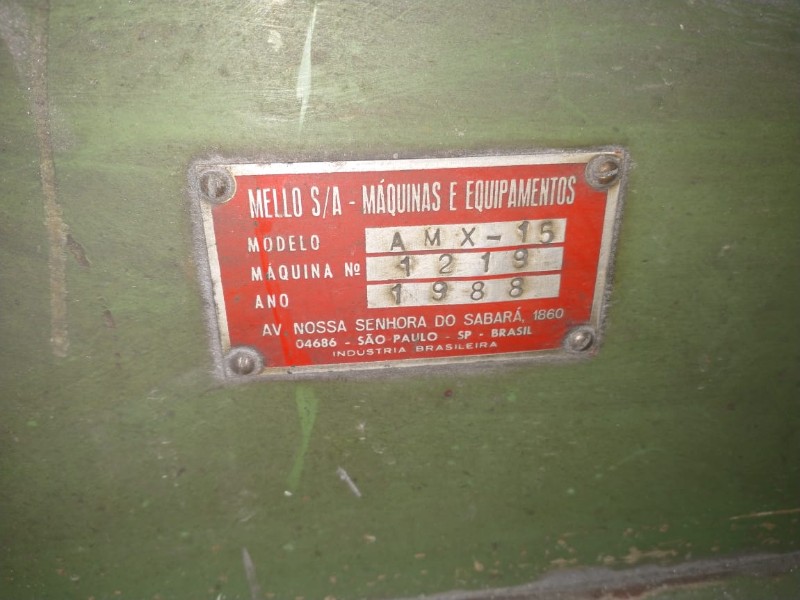 MELLO S/A - MÁQUINAS E EQUIPAMENTOS
MODELO AMX-15
MÁQUINA Nº 1219
ANO 1988
AV NOSSA SENHORA DO SABARÁ, 1860
04686 - SÃO PAULO - SP - BRASIL
INDUSTRIA BRASILEIRA